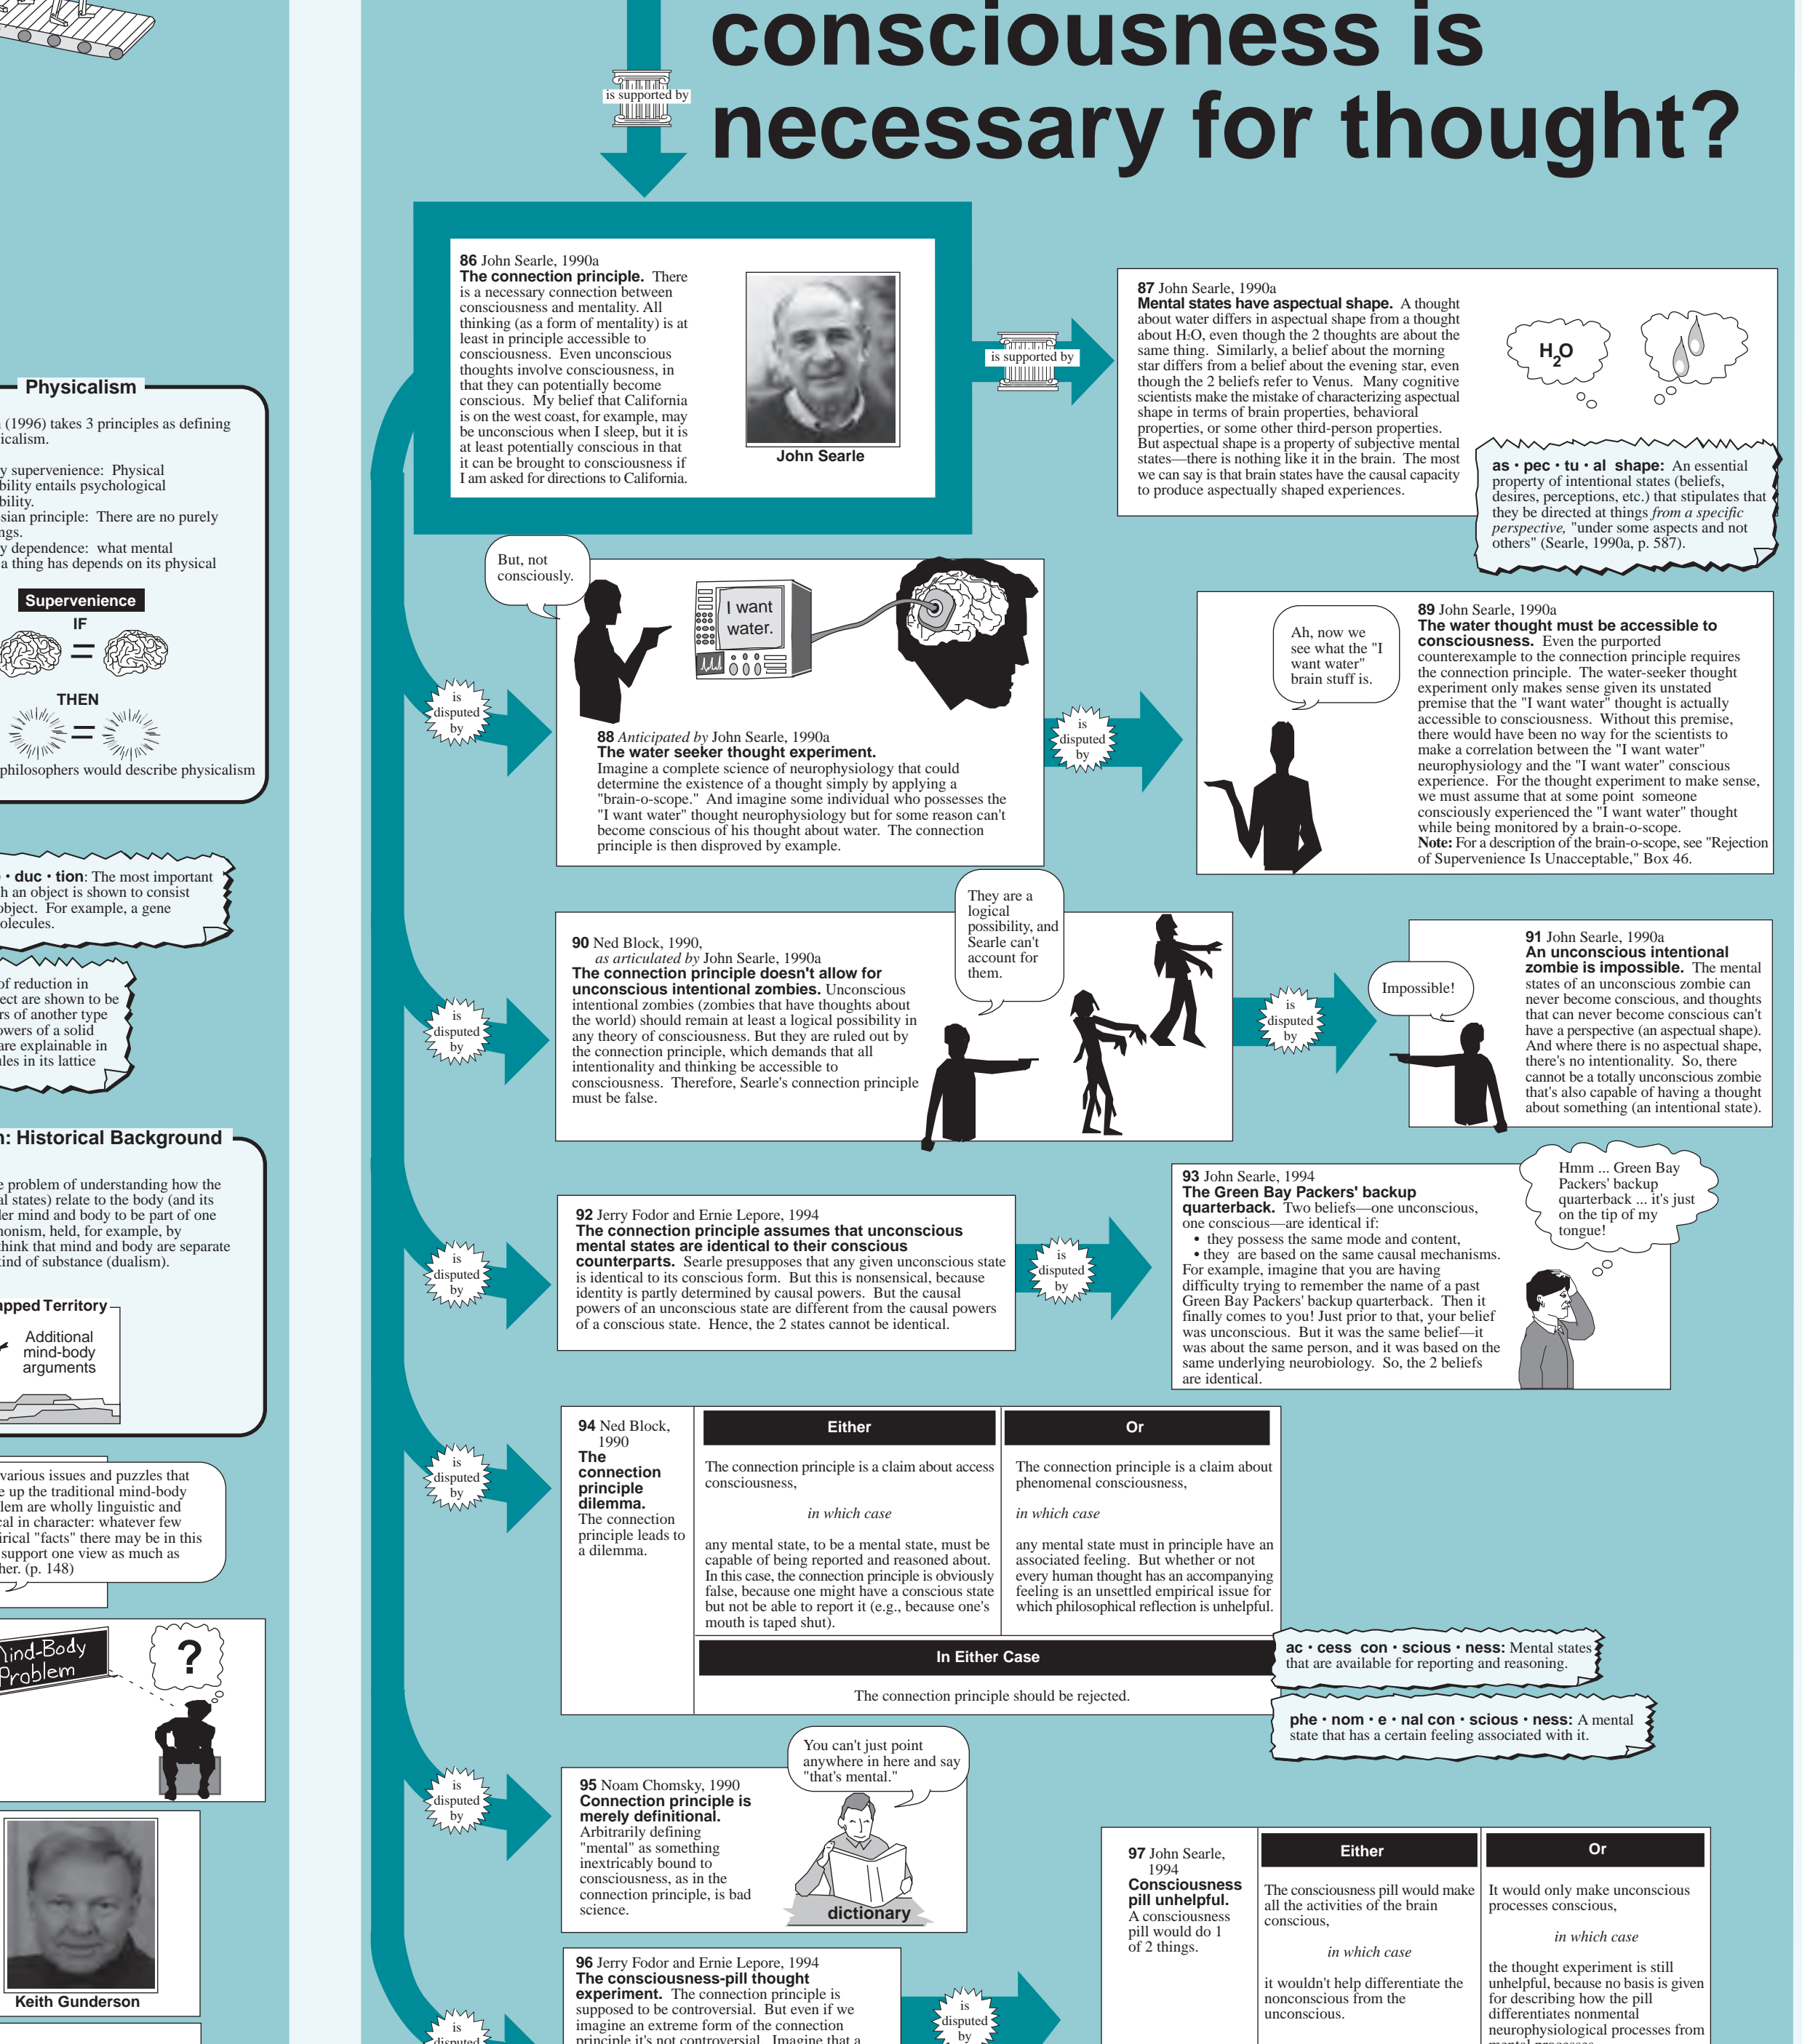 consciousness is
necessary for thought?
is supported by
86 John Searle, 1990a
The connection principle. There
is a necessary connection between
consciousness and mentality. All
thinking (as a form of mentality) is at
least in principle accessible to
consciousness. Even unconscious
thoughts involve consciousness, in
that they can potentially become
conscious. My belief that California
is on the west coast, for example, may
be unconscious when I sleep, but it is
at least potentially conscious in that
it can be brought to consciousness if
I am asked for directions to California.
John Searle
is supported by
87 John Searle, 1990a
Mental states have aspectual shape. A thought
about water differs in aspectual shape from a thought
about H2O, even though the 2 thoughts are about the
same thing. Similarly, a belief about the morning
star differs from a belief about the evening star, even
though the 2 beliefs refer to Venus. Many cognitive
scientists make the mistake of characterizing aspectual
shape in terms of brain properties, behavioral
properties, or some other third-person properties.
But aspectual shape is a property of subjective mental
states—there is nothing like it in the brain. The most
we can say is that brain states have the causal capacity
to produce aspectually shaped experiences.
H2O
as • pec • tu • al shape: An essential
property of intentional states (beliefs,
desires, perceptions, etc.) that stipulates that
they be directed at things from a specific
perspective, "under some aspects and not
others" (Searle, 1990a, p. 587).
But, not
consciously.
I want
water.
is
disputed
by
88 Anticipated by John Searle, 1990a
The water seeker thought experiment.
Imagine a complete science of neurophysiology that could
determine the existence of a thought simply by applying a
"brain-o-scope." And imagine some individual who possesses the
"I want water" thought neurophysiology but for some reason can't
become conscious of his thought about water. The connection
principle is then disproved by example.
is
disputed
by
Ah, now we
see what the "I
want water"
brain stuff is.
89 John Searle, 1990a
The water thought must be accessible to
consciousness. Even the purported
counterexample to the connection principle requires
the connection principle. The water-seeker thought
experiment only makes sense given its unstated
premise that the "I want water" thought is actually
accessible to consciousness. Without this premise,
there would have been no way for the scientists to
make a correlation between the "I want water"
neurophysiology and the "I want water" conscious
experience. For the thought experiment to make sense,
we must assume that at some point someone
consciously experienced the "I want water" thought
while being monitored by a brain-o-scope.
Note: For a description of the brain-o-scope, see "Rejection
of Supervenience Is Unacceptable," Box 46.
is
disputed
by
90 Ned Block, 1990,
as articulated by John Searle, 1990a
The connection principle doesn't allow for
unconscious intentional zombies. Unconscious
intentional zombies (zombies that have thoughts about
the world) should remain at least a logical possibility in
any theory of consciousness. But they are ruled out by
the connection principle, which demands that all
intentionality and thinking be accessible to
consciousness. Therefore, Searle's connection principle
must be false.
They are a
logical
possibility, and
Searle can't
account for
them.
is
disputed
by
Impossible!
91 John Searle, 1990a
An unconscious intentional
zombie is impossible. The mental
states of an unconscious zombie can
never become conscious, and thoughts
that can never become conscious can't
have a perspective (an aspectual shape).
And where there is no aspectual shape,
there's no intentionality. So, there
cannot be a totally unconscious zombie
that's also capable of having a thought
about something (an intentional state).
is
disputed
by
92 Jerry Fodor and Ernie Lepore, 1994
The connection principle assumes that unconscious
mental states are identical to their conscious
counterparts. Searle presupposes that any given unconscious state
is identical to its conscious form. But this is nonsensical, because
identity is partly determined by causal powers. But the causal
powers of an unconscious state are different from the causal powers
of a conscious state. Hence, the 2 states cannot be identical.
is
disputed
by
93 John Searle, 1994
The Green Bay Packers' backup
quarterback. Two beliefs—one unconscious,
one conscious—are identical if:
• they possess the same mode and content,
• they are based on the same causal mechanisms.
For example, imagine that you are having
difficulty trying to remember the name of a past
Green Bay Packers' backup quarterback. Then it
finally comes to you! Just prior to that, your belief
was unconscious. But it was the same belief—it
was about the same person, and it was based on the
same underlying neurobiology. So, the 2 beliefs
are identical.
Hmm ... Green Bay
Packers' backup
quarterback ... it's just
on the tip of my
tongue!
is
disputed
by
94 Ned Block,
1990
The
connection
principle
dilemma.
The connection
principle leads to
a dilemma.
Either
The connection principle is a claim about access
consciousness,
in which case
any mental state, to be a mental state, must be
capable of being reported and reasoned about.
In this case, the connection principle is obviously
false, because one might have a conscious state
but not be able to report it (e.g., because one's
mouth is taped shut).
Or
The connection principle is a claim about
phenomenal consciousness,
in which case
any mental state must in principle have an
associated feeling. But whether or not
every human thought has an accompanying
feeling is an unsettled empirical issue for
which philosophical reflection is unhelpful.
In Either Case
The connection principle should be rejected.
ac • cess con • scious • ness: Mental states
that are available for reporting and reasoning.
phe • nom • e • nal con • scious • ness: A mental
state that has a certain feeling associated with it.
is
disputed
by
95 Noam Chomsky, 1990
Connection principle is
merely definitional.
Arbitrarily defining
"mental" as something
inextricably bound to
consciousness, as in the
connection principle, is bad
science.
You can't just point
anywhere in here and say
"that's mental."
dictionary
is
disputed
96 Jerry Fodor and Ernie Lepore, 1994
The consciousness-pill thought
experiment. The connection principle is
supposed to be controversial. But even if we
imagine an extreme form of the connection
principle it's not controversial. Imagine that a
is
disputed
by
97 John Searle,
1994
Consciousness
pill unhelpful.
A consciousness
pill would do 1
of 2 things.
Either
The consciousness pill would make
all the activities of the brain
conscious,
in which case
it wouldn't help differentiate the
nonconscious from the
unconscious.
Or
It would only make unconscious
processes conscious,
in which case
the thought experiment is still
unhelpful, because no basis is given
for describing how the pill
differentiates nonmental
neurophysiological processes from
mental processes
Physicalism
(1996) takes 3 principles as defining
icalism.
y supervenience: Physical
bility entails psychological
bility.
sian principle: There are no purely
ngs.
y dependence: what mental
a thing has depends on its physical
Supervenience
IF
=
THEN
=
philosophers would describe physicalism
• duc • tion: The most important
h an object is shown to consist
object. For example, a gene
olecules.
of reduction in
ect are shown to be
rs of another type
owers of a solid
are explainable in
ules in its lattice
n: Historical Background
e problem of understanding how the
al states) relate to the body (and its
der mind and body to be part of one
monism, held, for example, by
think that mind and body are separate
kind of substance (dualism).
apped Territory
Additional
mind-body
arguments
various issues and puzzles that
e up the traditional mind-body
lem are wholly linguistic and
cal in character: whatever few
irical "facts" there may be in this
support one view as much as
her. (p. 148)
Mind-Body
Problem
?
Keith Gunderson